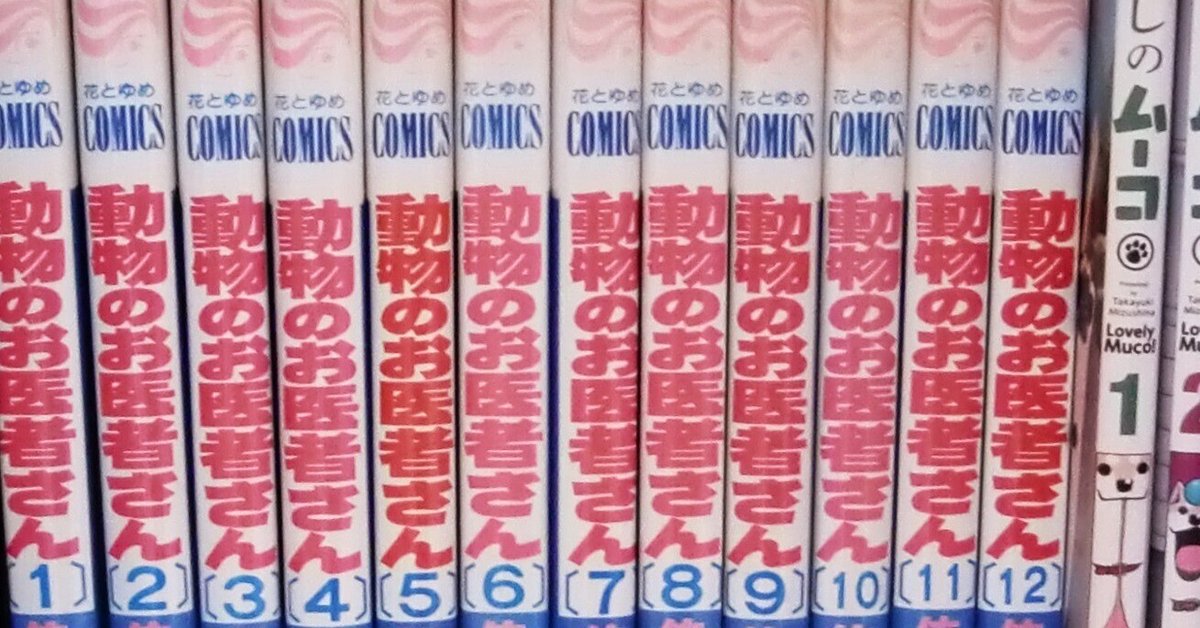 花とゆめ
COMICS
動物のお医者さん
1
花とゆめ
COMICS
動物のお医者さん
2
花とゆめ
COMICS
動物のお医者さん
3
花とゆめ
COMICS
動物のお医者さん
4
花とゆめ
COMICS
動物のお医者さん
5
花とゆめ
COMICS
動物のお医者さん
6
花とゆめ
COMICS
動物のお医者さん
7
花とゆめ
COMICS
動物のお医者さん
8
花とゆめ
COMICS
動物のお医者さん
9
花とゆめ
COMICS
動物のお医者さん
10
花とゆめ
COMICS
動物のお医者さん
11
花とゆめ
COMICS
動物のお医者さん
12
しの
ムーコ
Presented
by
Takayuki
Mizushina
Lovely
Muco!
1
2